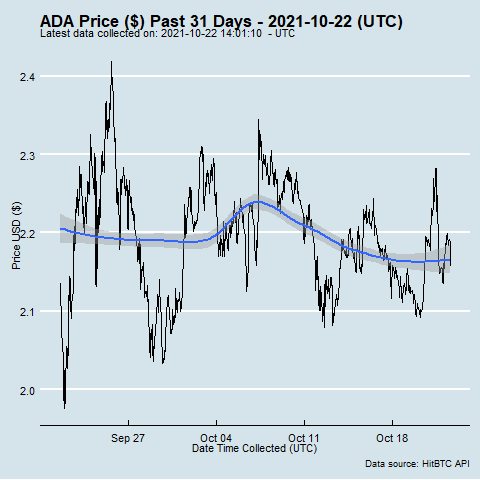 ADA Price ($) Past 31 Days - 2021-10-22 (UTC)
Latest data collected on: 2021-10-22 14:01:10 - UTC
2.4
2.3
2.2
2.1
2.0
Price USD ($)
Sep 27
Oct 04
Oct 11
Oct 18
Date Time Collected (UTC)
Data source: HitBTC API